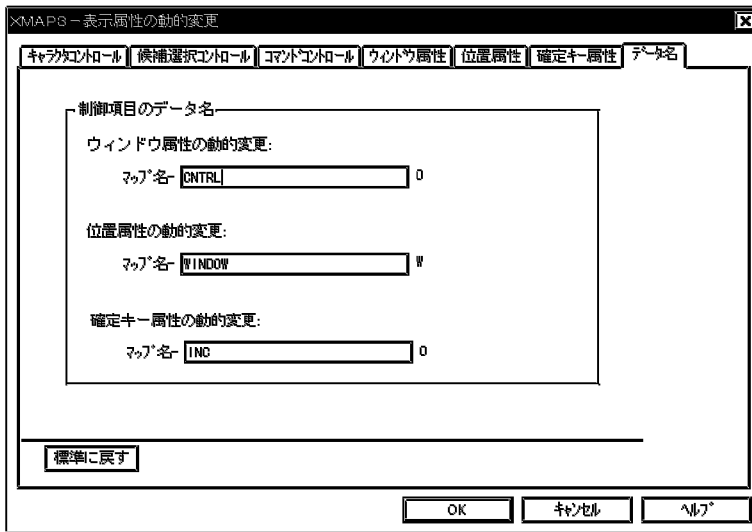 XMAP3－表示属性の動的変更
ｷｬﾗｸﾀｺﾝﾄﾛｰﾙ 候補選択ｺﾝﾄﾛｰﾙ ｺﾏﾝﾄﾞｺﾝﾄﾛｰﾙ ｳｨﾝﾄﾞｳ属性 位置属性 確定ｷｰ属性 ﾃﾞｰﾀ名
制御項目のデータ名
ウィンドウ属性の動的変更:
ﾏｯﾌﾟ名- CNTRL O
位置属性の動的変更:
ﾏｯﾌﾟ名- WINDOW W
確定キー属性の動的変更:
ﾏｯﾌﾟ名- INC O
標準に戻す
OK ｷｬﾝｾﾙ ﾍﾙﾌﾟ